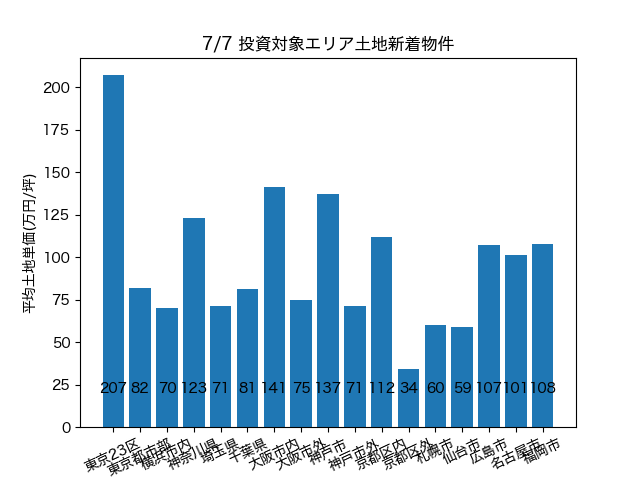 7/7 投資対象エリア土地新着物件
平均土地単価(万円/坪)
200
175
150
125
100
75
50
25
0
207 82 70 123 71 81 141 75 137 71 112 34 60 59 107 101 108
東京23区
東京都市部
横浜市内
神奈川県
埼玉県
千葉県
大阪市内
大阪市外
神戸市
神戸市外
京都区内
京都区外
札幌市
仙台市
広島市
名古屋市
福岡市